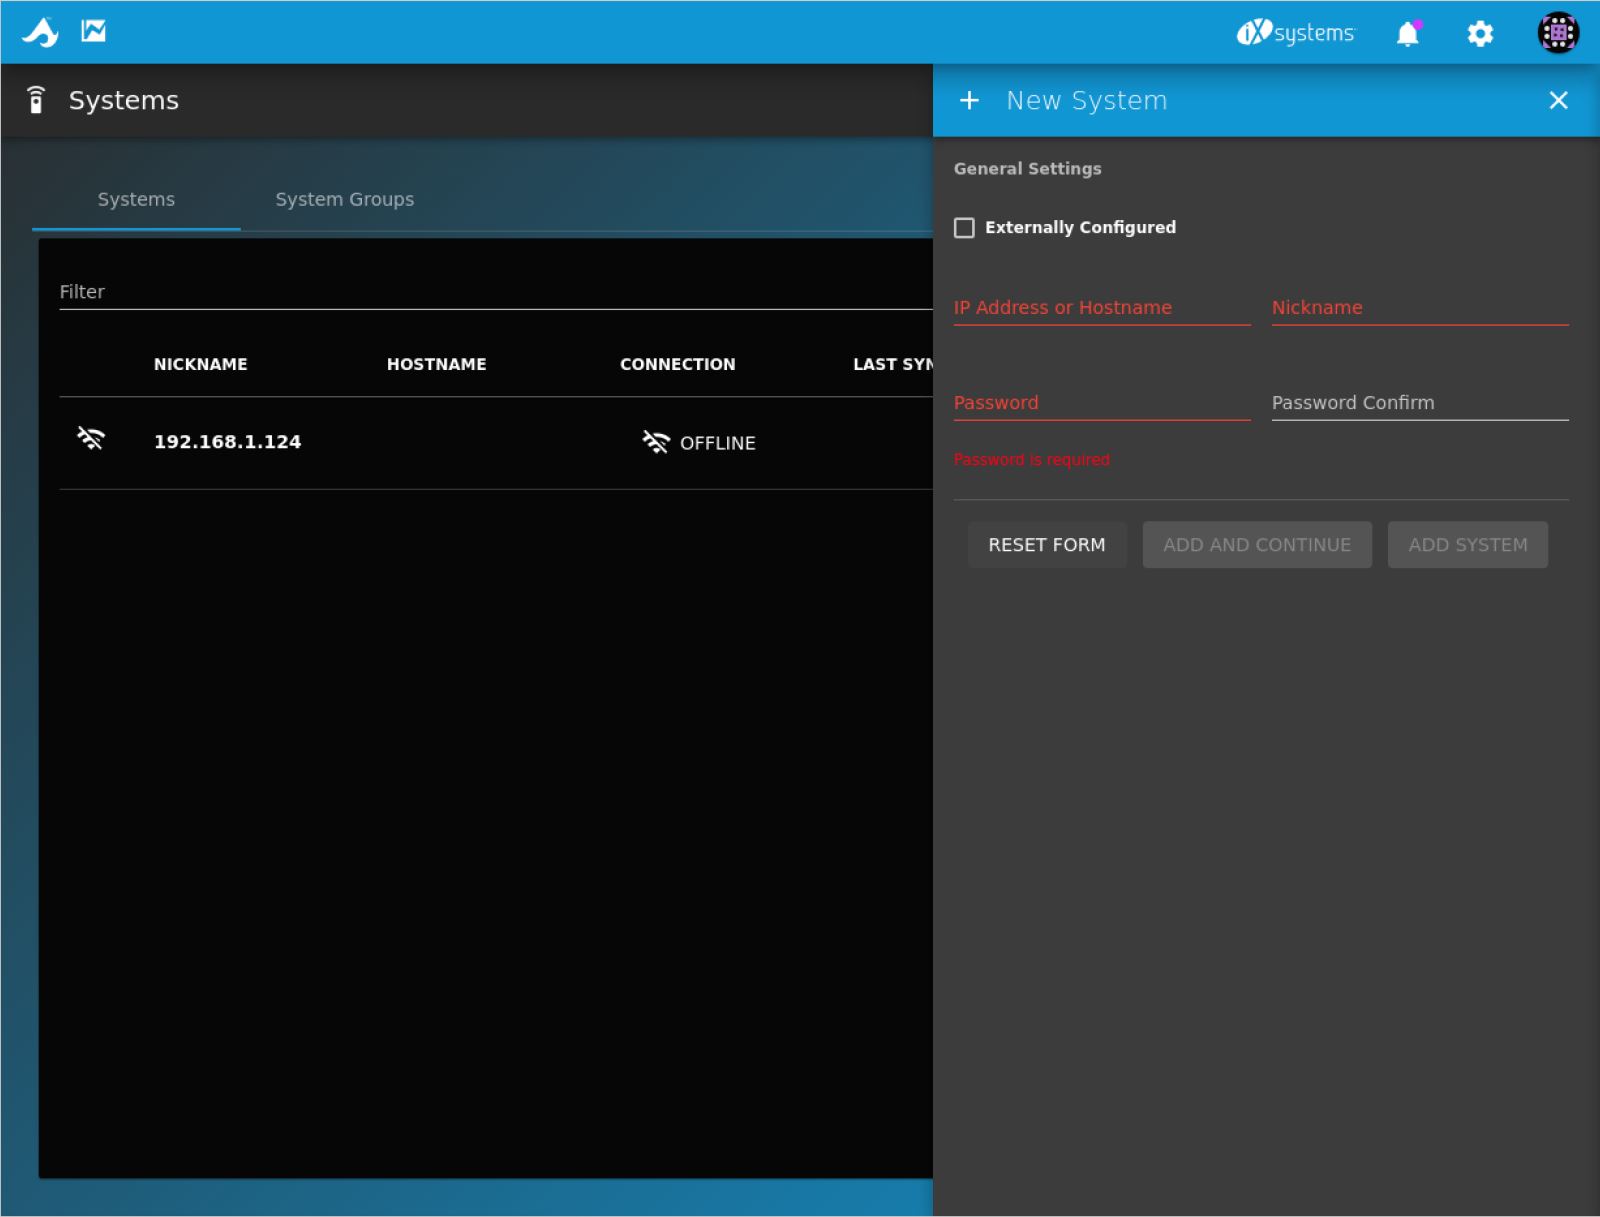 iXsystems
Systems
New System
Systems
System Groups
Filter
NICKNAME HOSTNAME CONNECTION LAST SYN
192.168.1.124 OFFLINE
General Settings
Externally Configured
IP Address or Hostname Nickname
Password Password Confirm
Password is required
RESET FORM ADD AND CONTINUE ADD SYSTEM